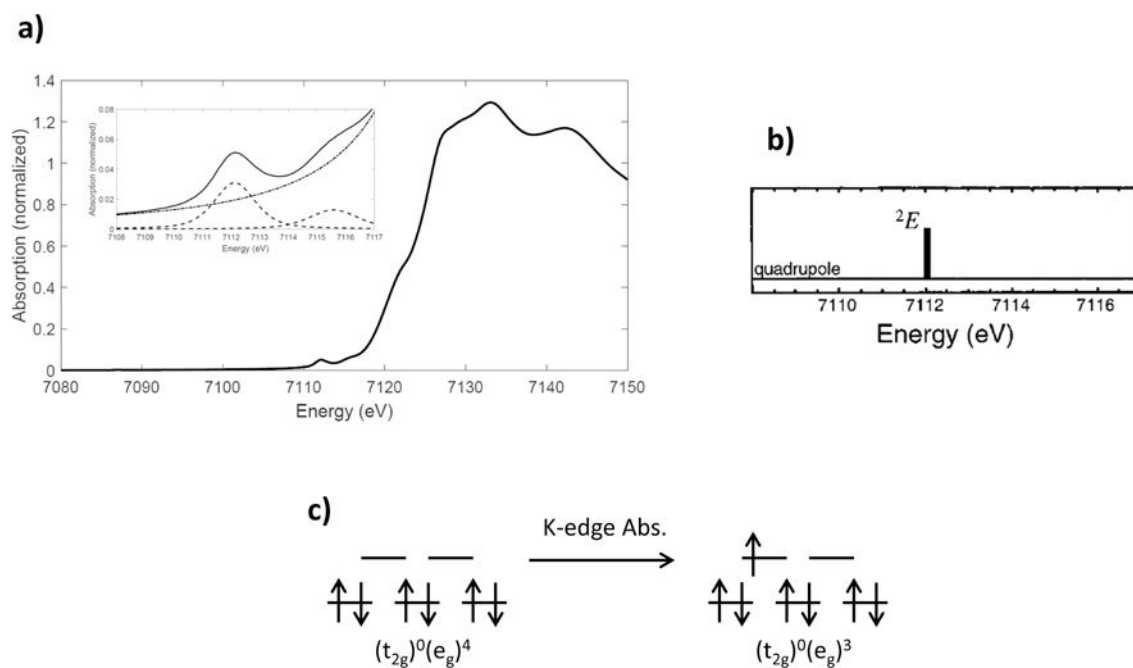 a)
Absorption (normalized)
1.4
1.2
1
0.8
0.6
0.4
0.2
0
7080 7090 7100 7110 7120 7130 7140 7150
Energy (eV)
Absorption (normalized)
0.08
0.06
0.04
0.02
0
7108 7109 7110 7111 7112 7113 7114 7115 7116 7117
Energy (eV)
b)
²E
quadrupole
7110 7112 7114 7116
Energy (eV)
c)
K-edge Abs.
(t₂g)⁰(eg)⁴ (t₂g)⁰(eg)³